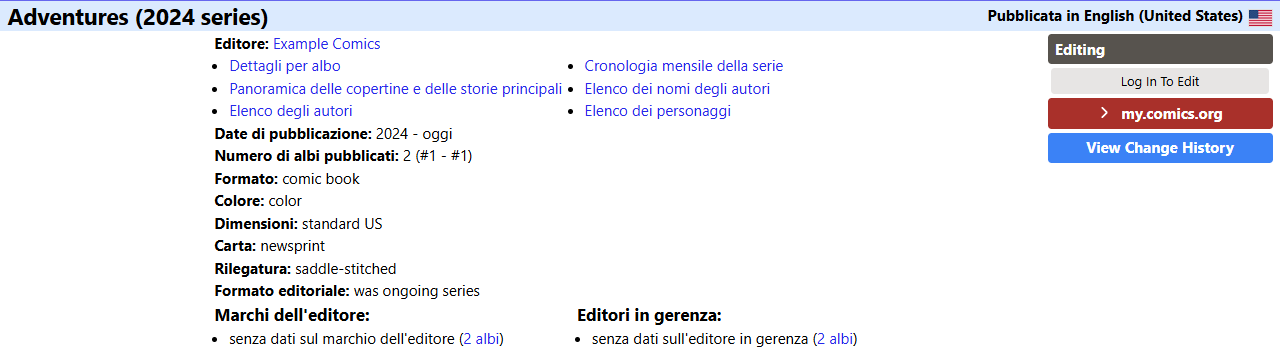 Adventures (2024 series)
Pubblicata in English (United States)
Editore: Example Comics
Dettagli per albo
Cronologia mensile della serie
Panoramica delle copertine e delle storie principali
Elenco dei nomi degli autori
Elenco degli autori
Elenco dei personaggi
Date di pubblicazione: 2024 - oggi
Numero di albi pubblicati: 2 (#1 - #1)
Formato: comic book
Colore: color
Dimensioni: standard US
Carta: newsprint
Rilegatura: saddle-stitched
Formato editoriale: was ongoing series
Marchi dell'editore:
senza dati sul marchio dell'editore (2 albi)
Editori in gerenza:
senza dati sull'editore in gerenza (2 albi)
Editing
Log In To Edit
my.comics.org
View Change History